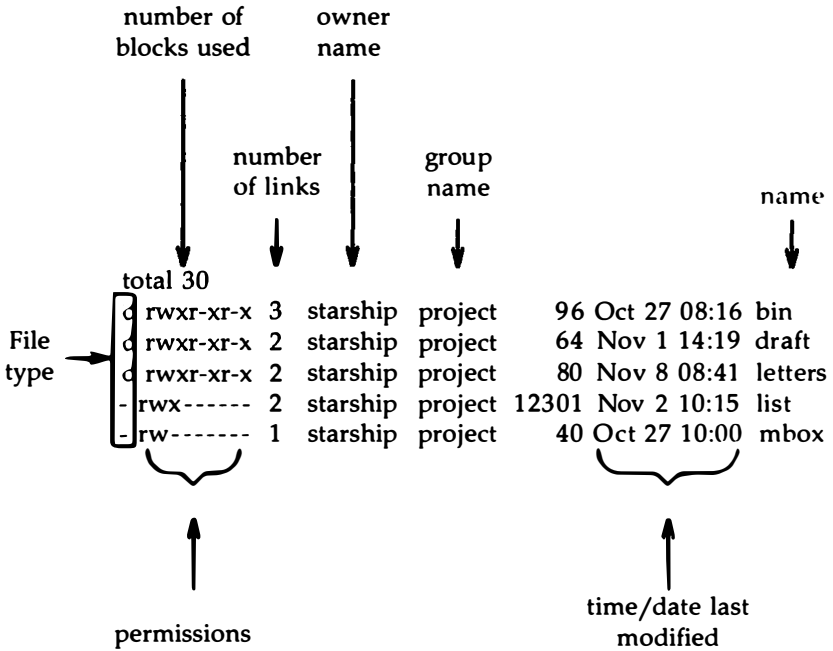 number of
blocks used
owner
name
number
of links
group
name
name
total 30
d rwxr-xr-x 3 starship project 96 Oct 27 08:16 bin
d rwxr-xr-x 2 starship project 64 Nov 1 14:19 draft
d rwxr-xr-x 2 starship project 80 Nov 8 08:41 letters
- rwx------ 2 starship project 12301 Nov 2 10:15 list
- rw------- 1 starship project 40 Oct 27 10:00 mbox
File
type
permissions
time/date last
modified